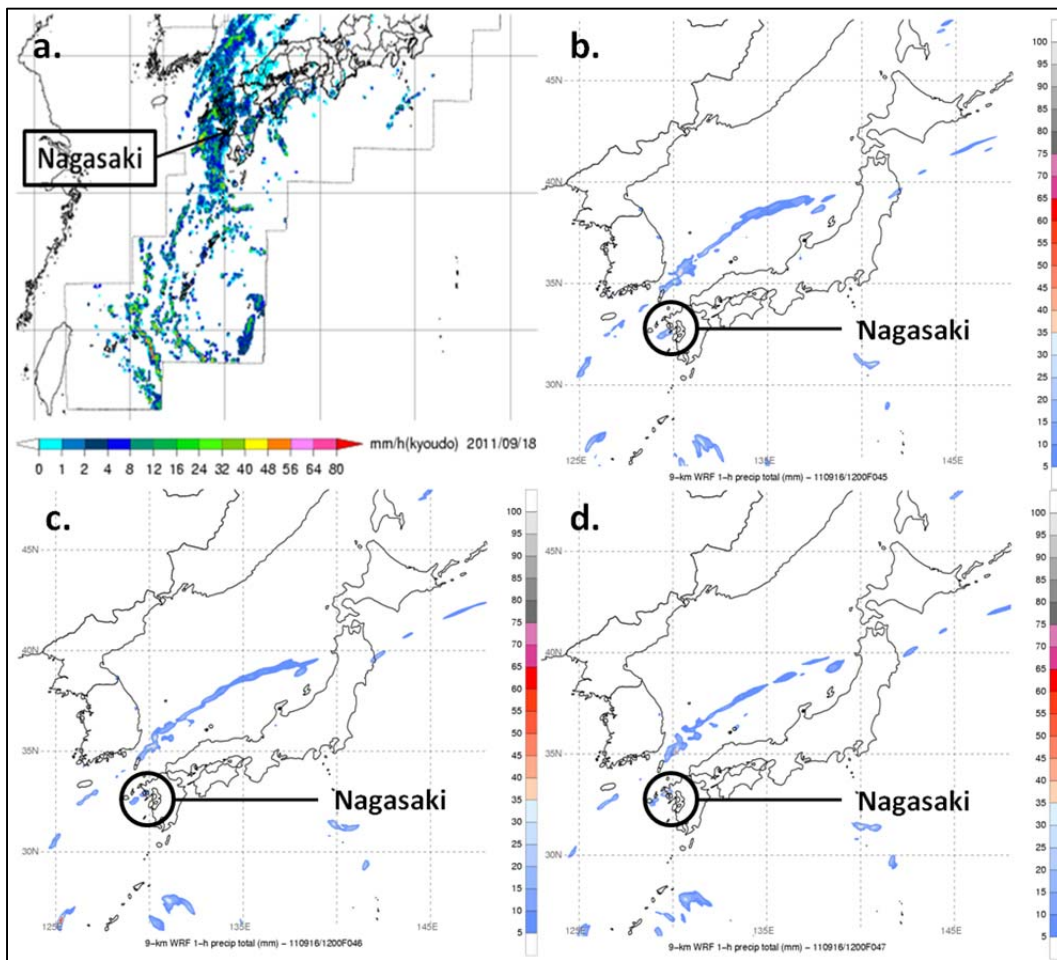 a.
Nagasaki
mm/h(kyoudo) 2011/09/18
0 1 2 4 8 12 16 24 32 40 48 56 64 80
b.
45N
40N
35N
30N
125E 135E 145E
Nagasaki
100
95
90
85
80
75
70
65
60
55
50
45
40
35
30
25
20
15
10
5
9-km WRF 1-h precip total (mm) - 110916/1200F045
c.
45N
40N
35N
30N
125E 135E 145E
Nagasaki
100
95
90
85
80
75
70
65
60
55
50
45
40
35
30
25
20
15
10
5
9-km WRF 1-h precip total (mm) - 110916/1200F046
d.
45N
40N
35N
30N
125E 135E 145E
Nagasaki
100
95
90
85
80
75
70
65
60
55
50
45
40
35
30
25
20
15
10
5
9-km WRF 1-h precip total (mm) - 110916/1200F047